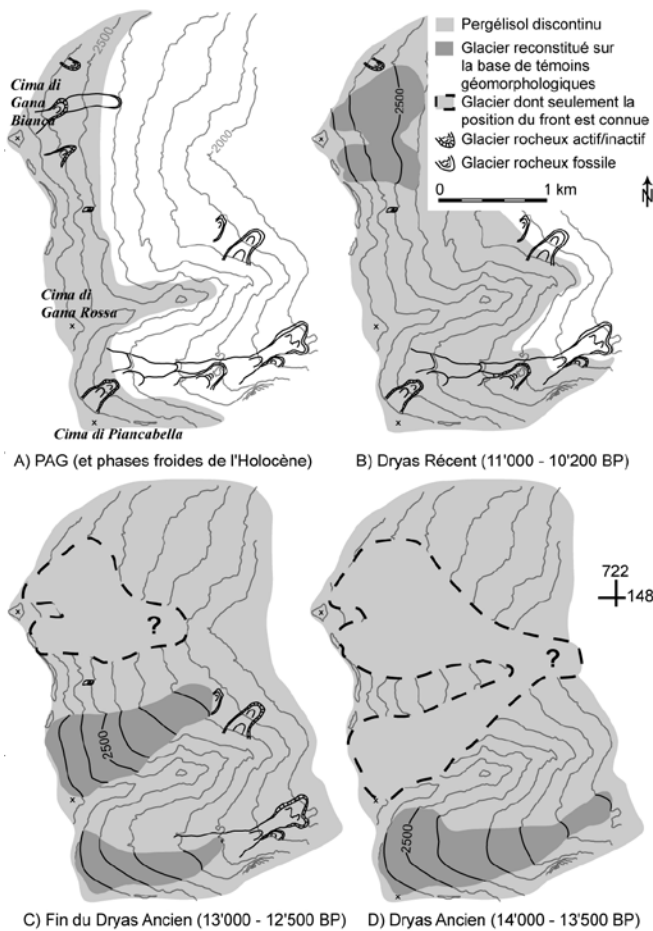 2500
Cima di
Gana
Bianca
2000
Cima di
Gana Rossa
Cima di Piancabella
A) PAG (et phases froides de l'Holocène)
Pergélisol discontinu
Glacier reconstitué sur
la base de témoins
géomorphologiques
Glacier dont seulement la
position du front est connue
Glacier rocheux actif/inactif
Glacier rocheux fossile
0 1 km
N
2500
B) Dryas Récent (11'000 - 10'200 BP)
?
2500
C) Fin du Dryas Ancien (13'000 - 12'500 BP)
722
148
?
2500
D) Dryas Ancien (14'000 - 13'500 BP)